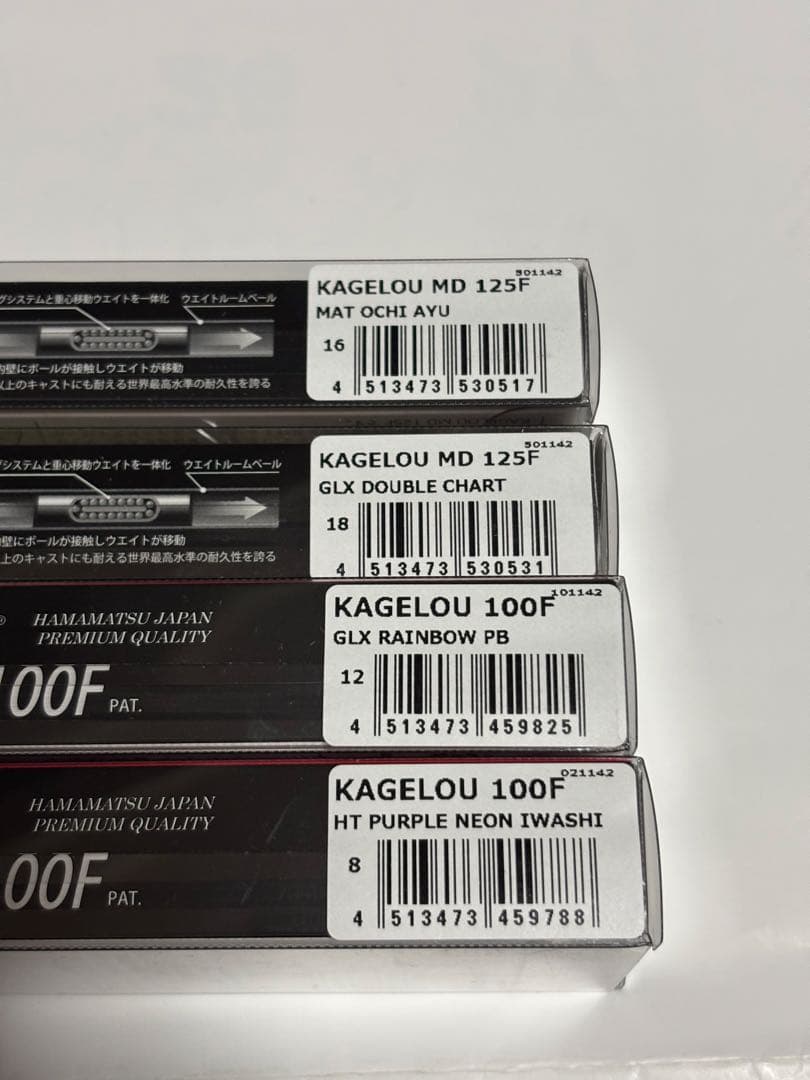 501142
KAGELOU MD 125F
MAT OCHI AYU
16
4 513473 530517
グシステムと重心移動ウエイトを一体化 ウエイトルームベール
内壁にボールが接触しウエイトが移動
以上のキャストにも耐える世界最高水準の耐久性を誇る
501142
KAGELOU MD 125F
GLX DOUBLE CHART
18
4 513473 530531
グシステムと重心移動ウエイトを一体化 ウエイトルームベール
壁にボールが接触しウエイトが移動
上のキャストにも耐える世界最高水準の耐久性を誇る
101142
KAGELOU 100F
GLX RAINBOW PB
12
4 513473 459825
® HAMAMATSU JAPAN
PREMIUM QUALITY
100F PAT.
021142
KAGELOU 100F
HT PURPLE NEON IWASHI
8
4 513473 459788
HAMAMATSU JAPAN
PREMIUM QUALITY
00F PAT.